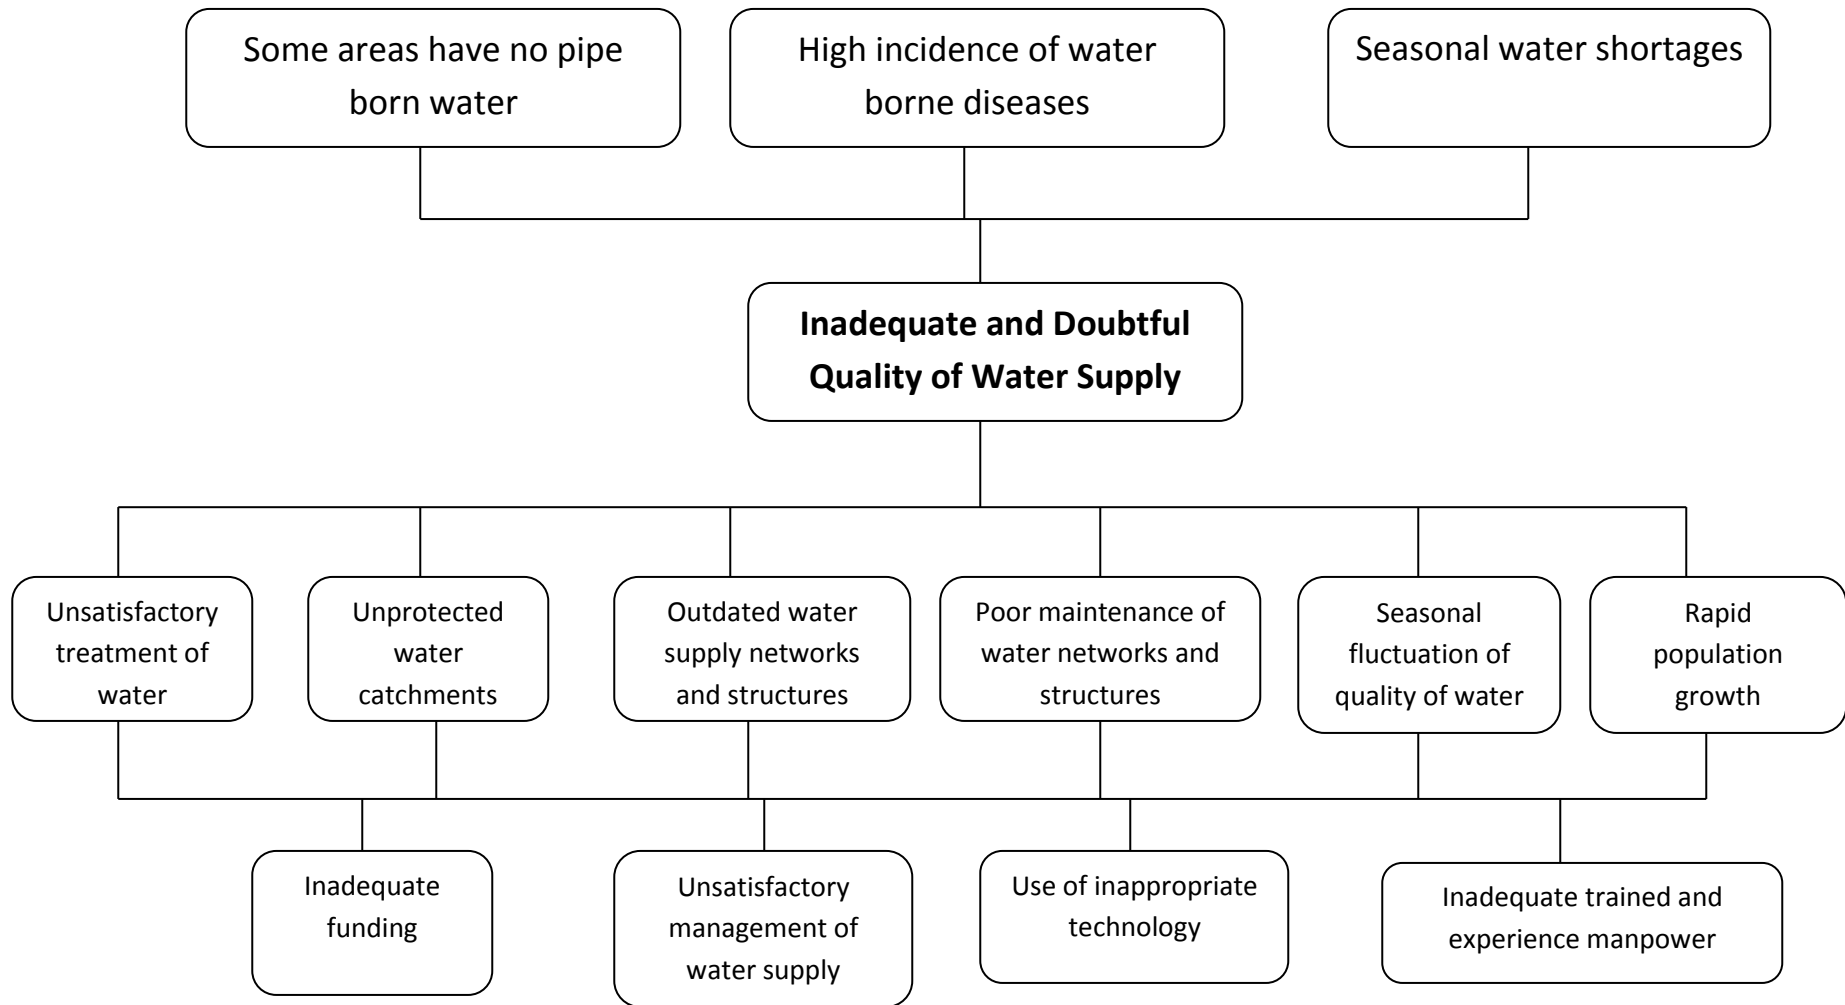 Some areas have no pipe
born water
High incidence of water
borne diseases
Seasonal water shortages
Inadequate and Doubtful
Quality of Water Supply
Unsatisfactory
treatment of
water
Unprotected
water
catchments
Outdated water
supply networks
and structures
Poor maintenance of
water networks and
structures
Seasonal
fluctuation of
quality of water
Rapid
population
growth
Inadequate
funding
Unsatisfactory
management of
water supply
Use of inappropriate
technology
Inadequate trained and
experience manpower